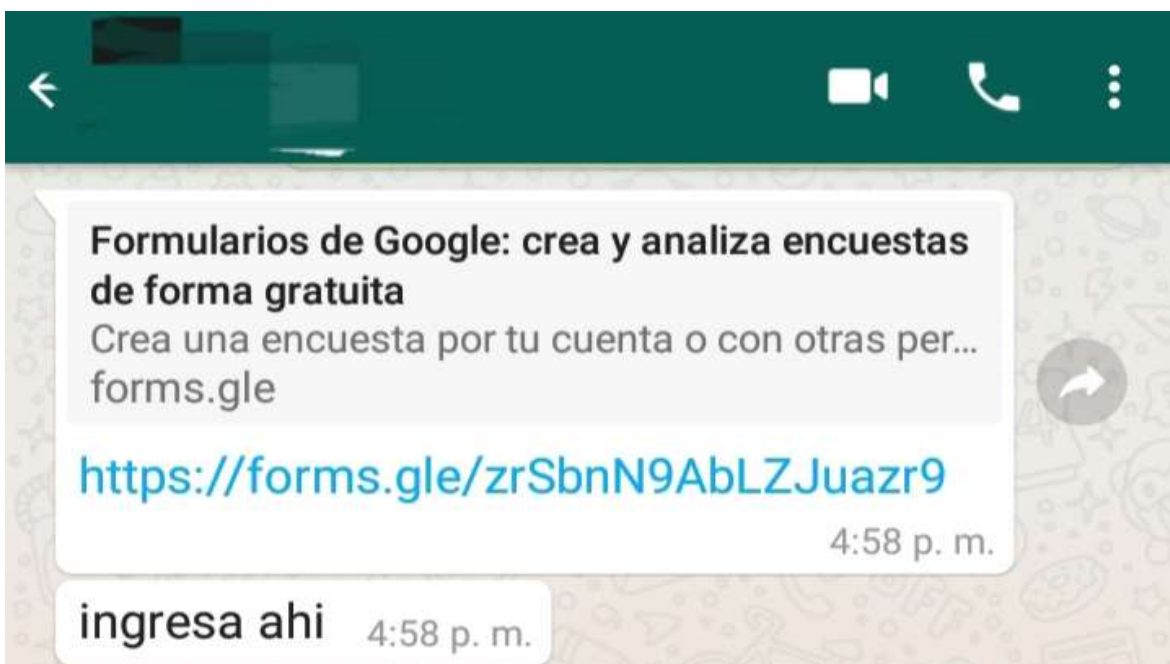 Formularios de Google: crea y analiza encuestas
de forma gratuita
Crea una encuesta por tu cuenta o con otras per...
forms.gle
https://forms.gle/zrSbnN9AbLZJuazr9
4:58 p. m.
ingresa ahi 4:58 p. m.